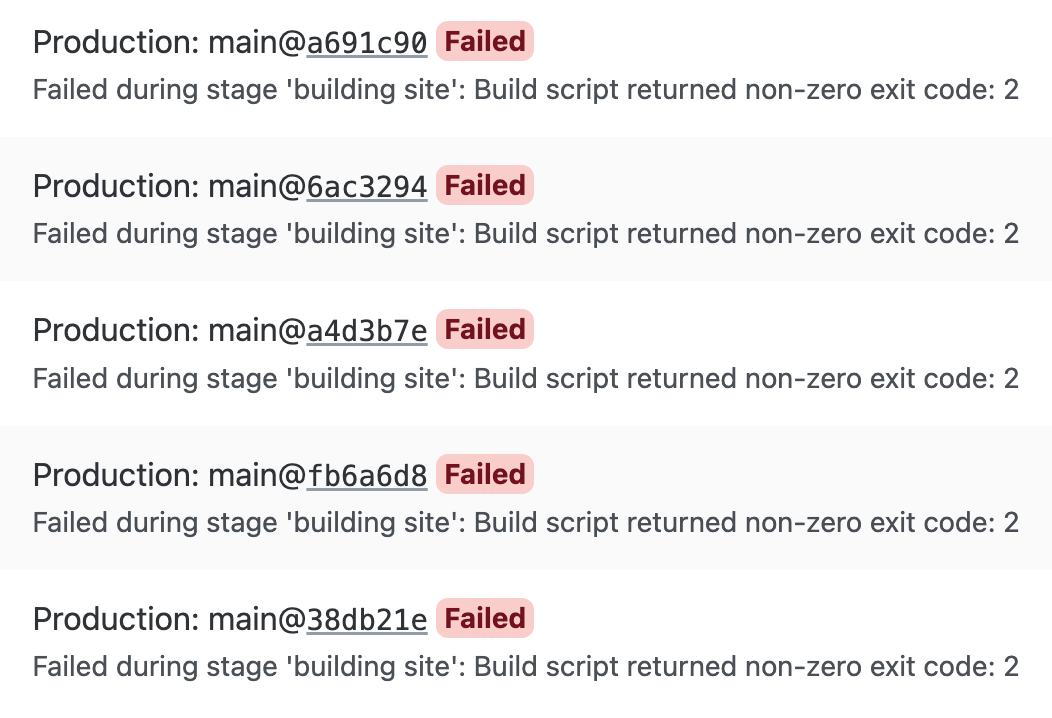 Production: main@a691c90 Failed
Failed during stage 'building site': Build script returned non-zero exit code: 2
Production: main@6ac3294 Failed
Failed during stage 'building site': Build script returned non-zero exit code: 2
Production: main@a4d3b7e Failed
Failed during stage 'building site': Build script returned non-zero exit code: 2
Production: main@fb6a6d8 Failed
Failed during stage 'building site': Build script returned non-zero exit code: 2
Production: main@38db21e Failed
Failed during stage 'building site': Build script returned non-zero exit code: 2